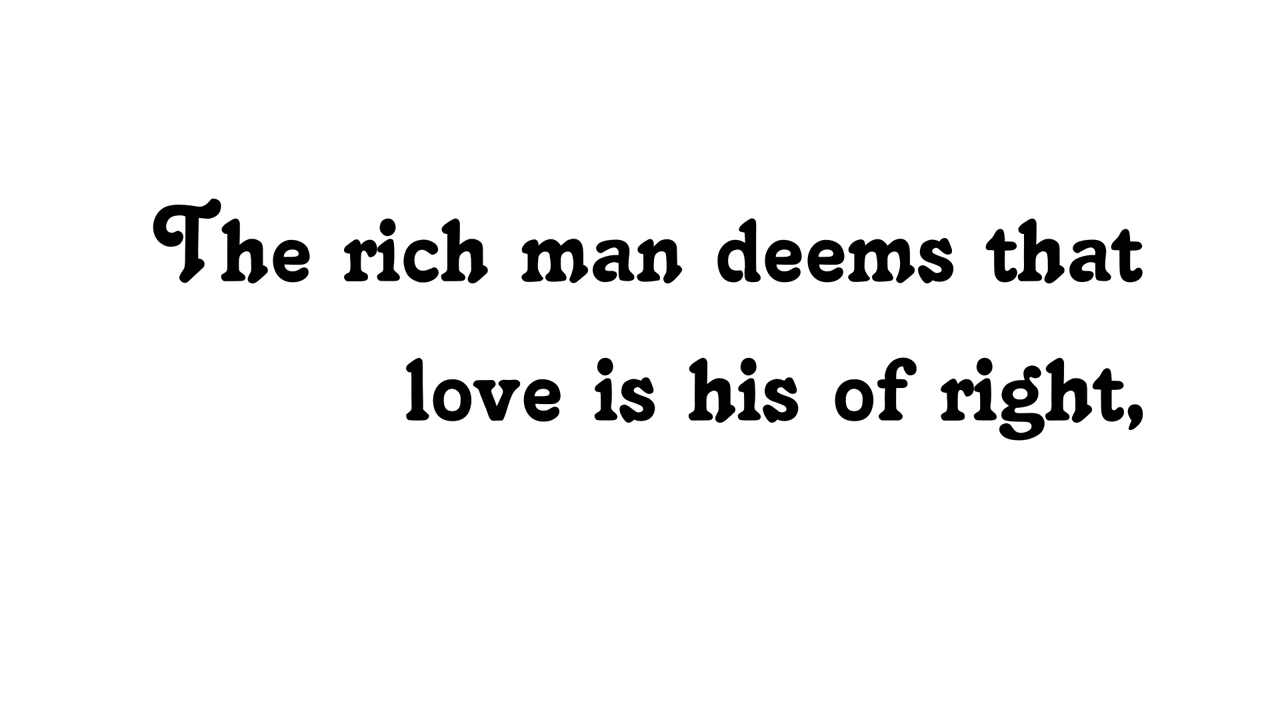 The rich man deems that
love is his of right,